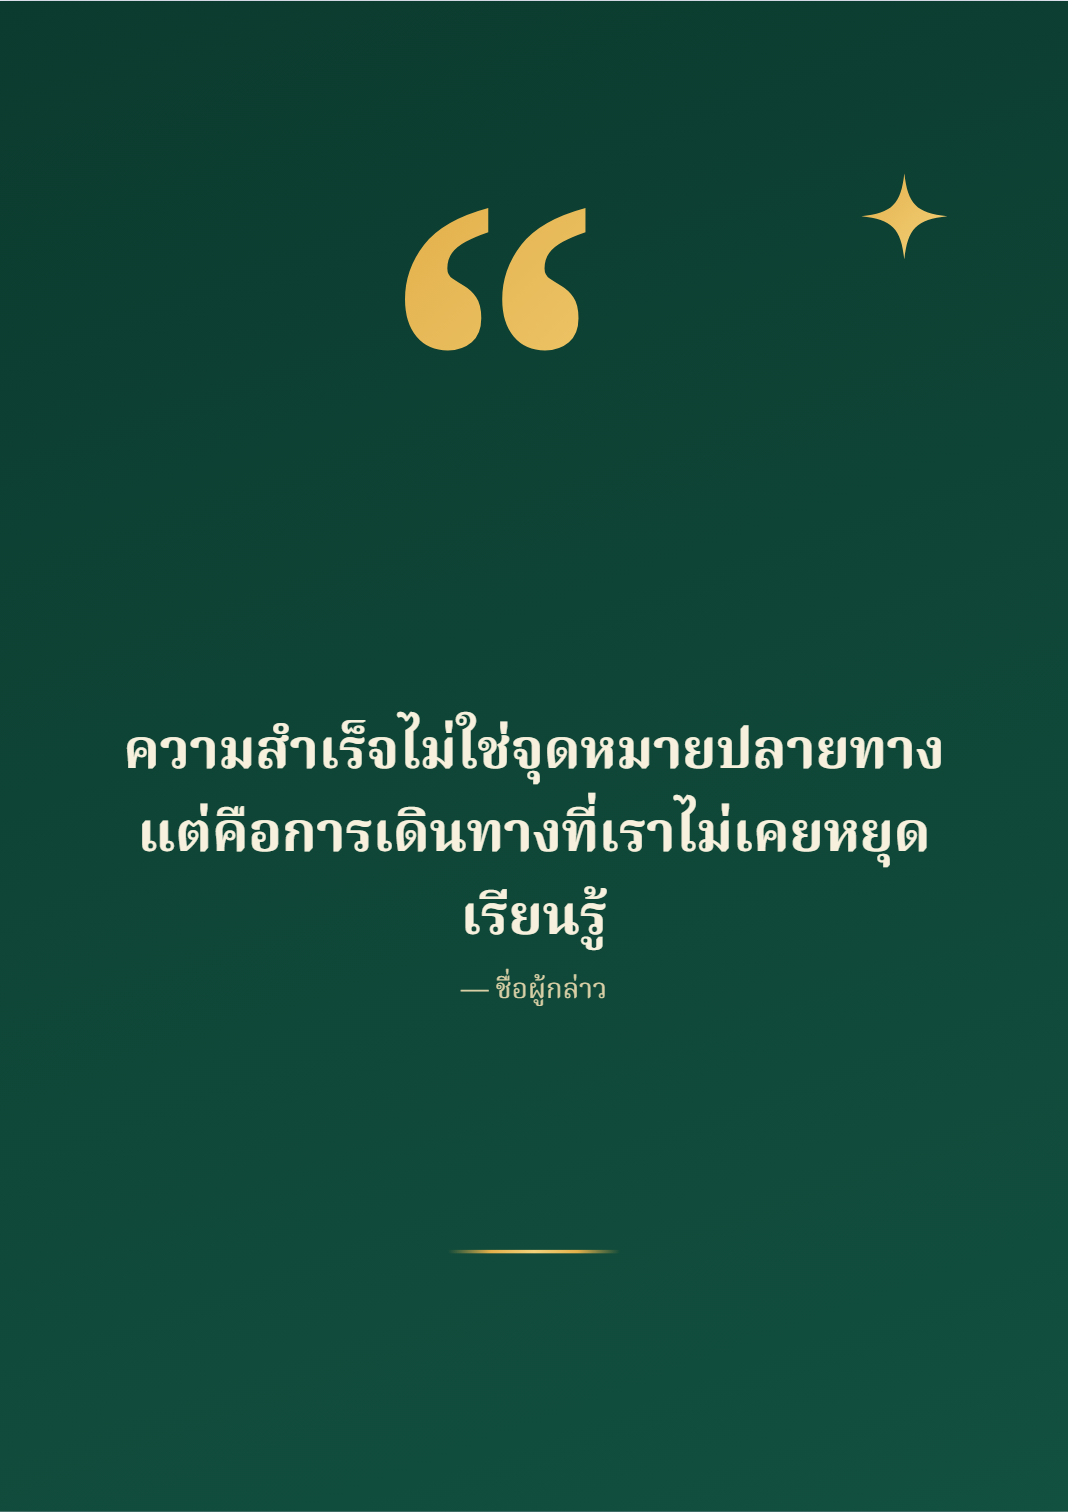 “
ความสำเร็จไม่ใช่จุดหมายปลายทาง
แต่คือการเดินทางที่เราไม่เคยหยุด
เรียนรู้
— ชื่อผู้กล่าว